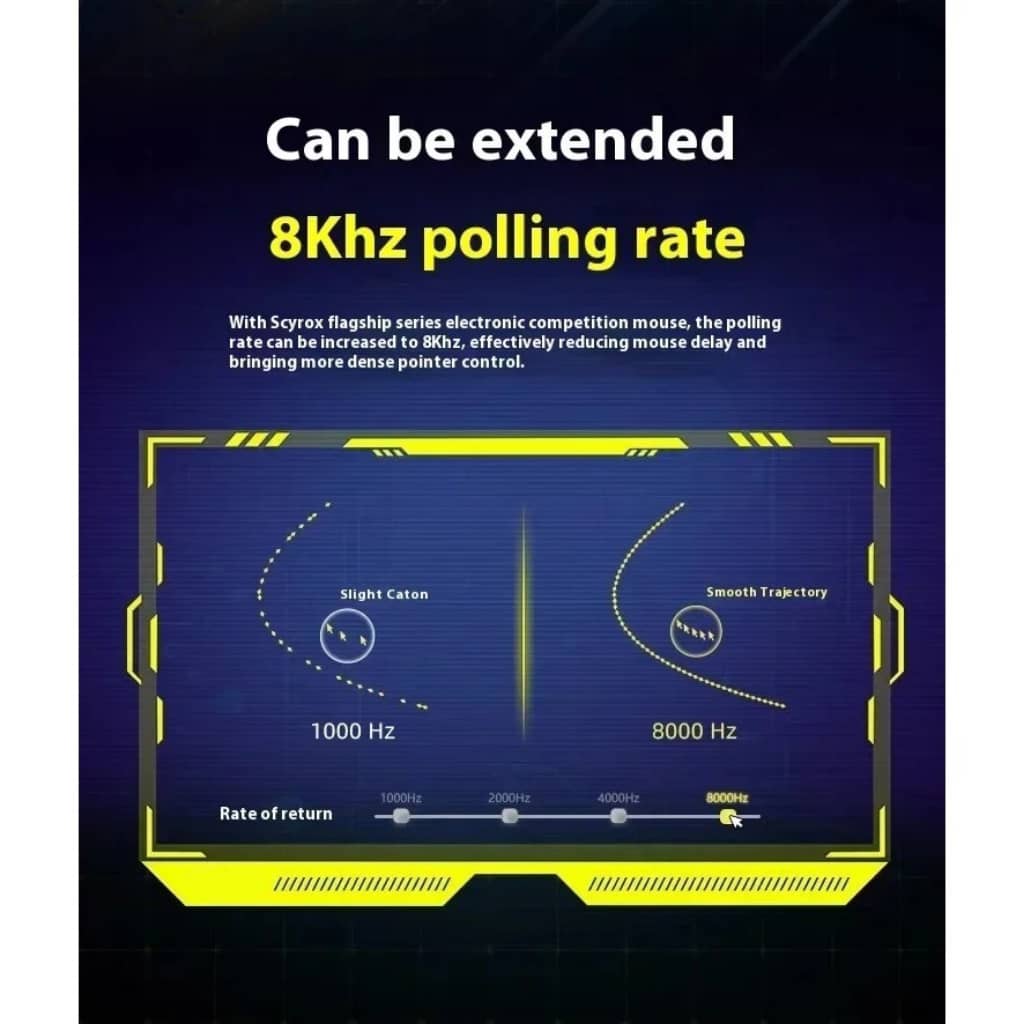 Can be extended
8Khz polling rate
With Scyrox flagship series electronic competition mouse, the polling
rate can be increased to 8Khz, effectively reducing mouse delay and
bringing more dense pointer control.
Slight Caton
Smooth Trajectory
1000 Hz
8000 Hz
1000Hz 2000Hz 4000Hz 8000Hz
Rate of return